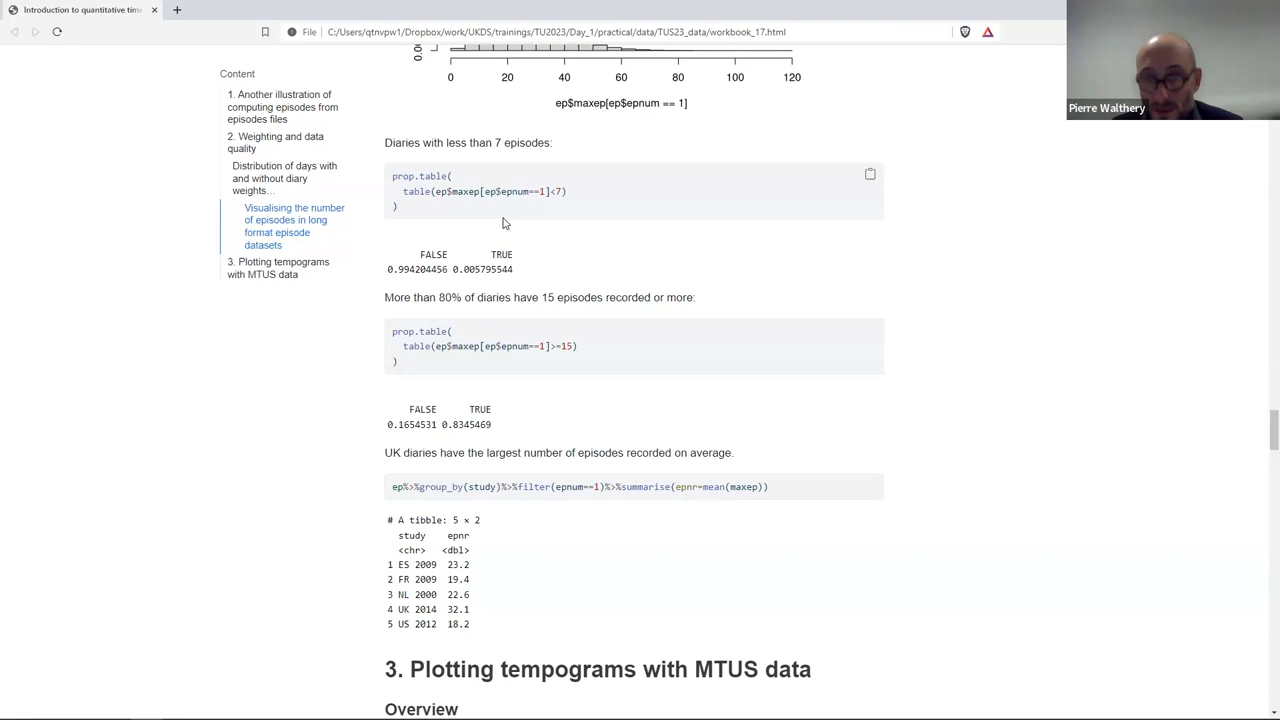 Introduction to quantitative tim
File
C:/Users/qtnvpw1/Dropbox/work/UKDS/trainings/TU2023/Day_1/practical/data/TUS23_data/workbook_17.html
Pierre Walthery
Content
1. Another illustration of
computing episodes from
episodes files
2. Weighting and data
quality
Distribution of days with
and without diary
weights…
Visualising the number
of episodes in long
format episode
datasets
3. Plotting tempograms
with MTUS data
0 20 40 60 80 100 120
ep$maxep[ep$epnum == 1]
Diaries with less than 7 episodes:
prop.table(
table(ep$maxep[ep$epnum==1]<7)
)
FALSE TRUE
0.994204456 0.005795544
More than 80% of diaries have 15 episodes recorded or more:
prop.table(
table(ep$maxep[ep$epnum==1]>=15)
)
FALSE TRUE
0.1654531 0.8345469
UK diaries have the largest number of episodes recorded on average.
ep%>%group_by(study)%>%filter(epnum==1)%>%summarise(epnr=mean(maxep))
# A tibble: 5 × 2
study epnr
<chr> <dbl>
1 ES 2009 23.2
2 FR 2009 19.4
3 NL 2000 22.6
4 UK 2014 32.1
5 US 2012 18.2
3. Plotting tempograms with MTUS data
Overview